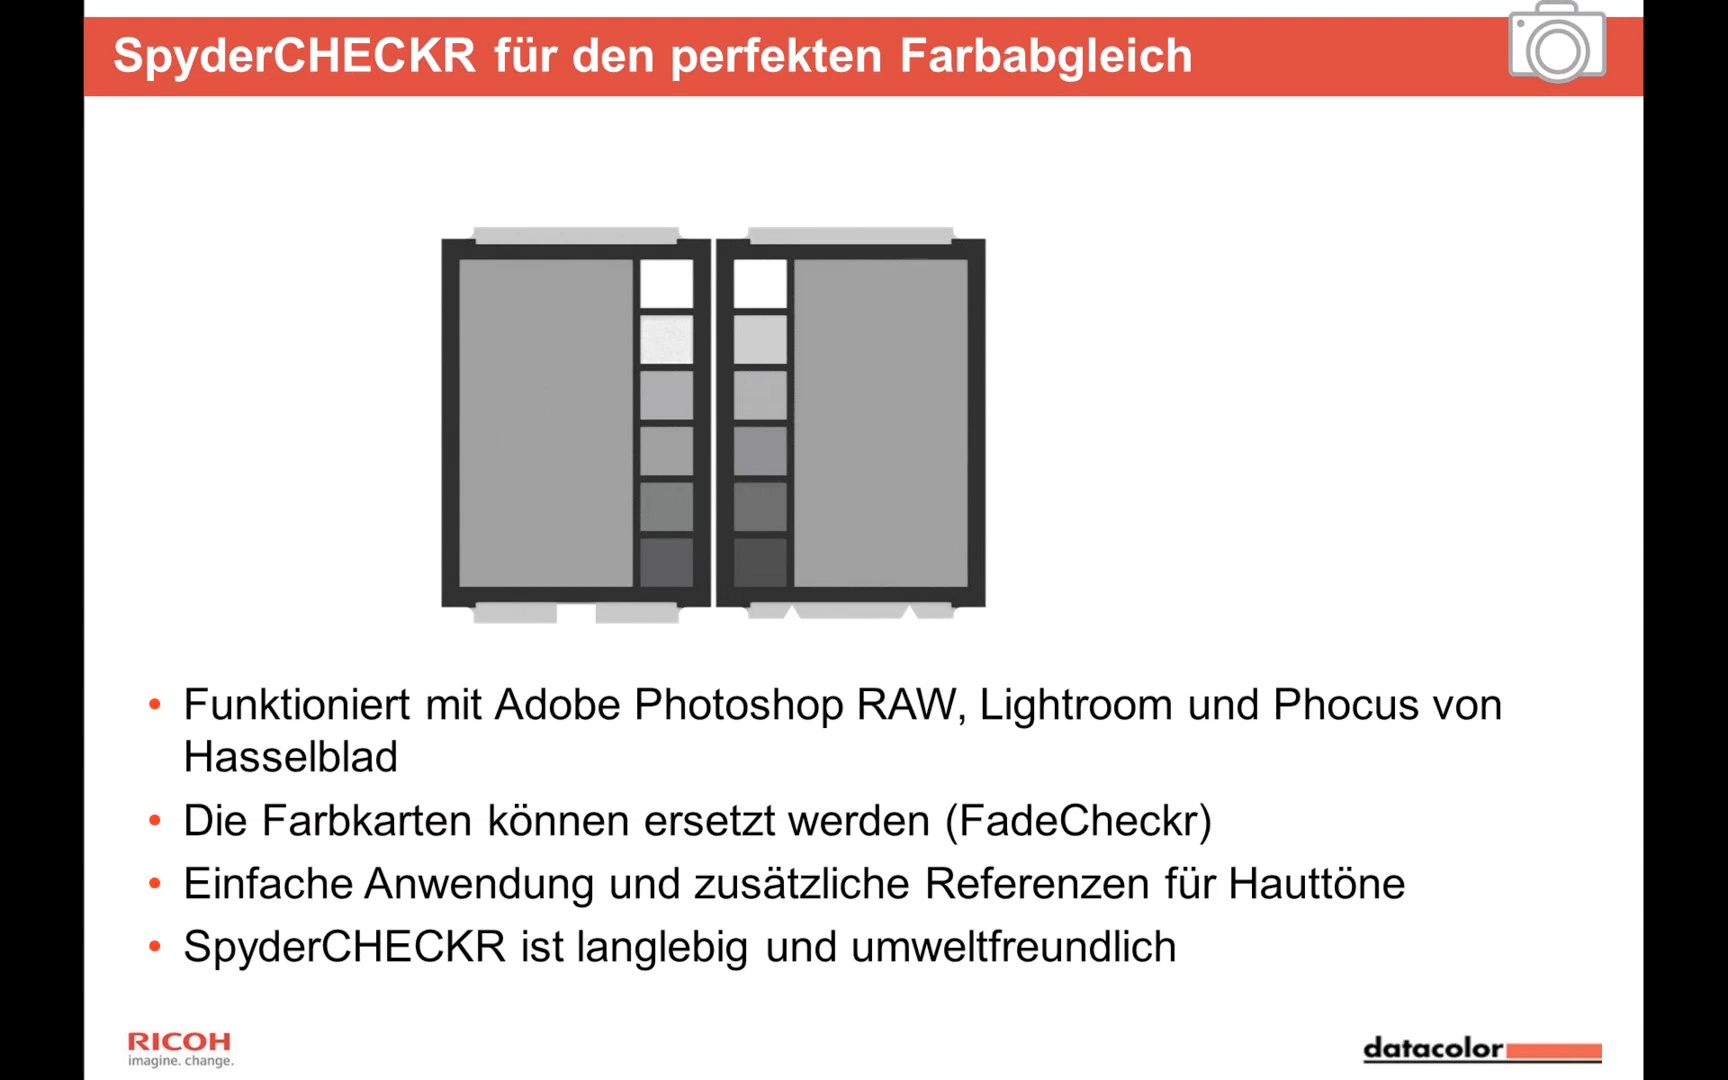 SpyderCHECKR für den perfekten Farbabgleich
Funktioniert mit Adobe Photoshop RAW, Lightroom und Phocus von
Hasselblad
Die Farbkarten können ersetzt werden (FadeCheckr)
Einfache Anwendung und zusätzliche Referenzen für Hauttöne
SpyderCHECKR ist langlebig und umweltfreundlich
RICOH
imagine. change.
datacolor